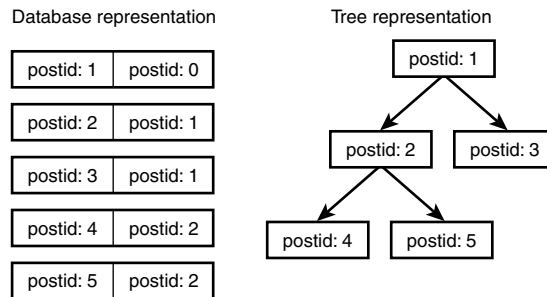 Database representation
postid: 1 postid: 0
postid: 2 postid: 1
postid: 3 postid: 1
postid: 4 postid: 2
postid: 5 postid: 2
Tree representation
postid: 1
postid: 2 postid: 3
postid: 4 postid: 5